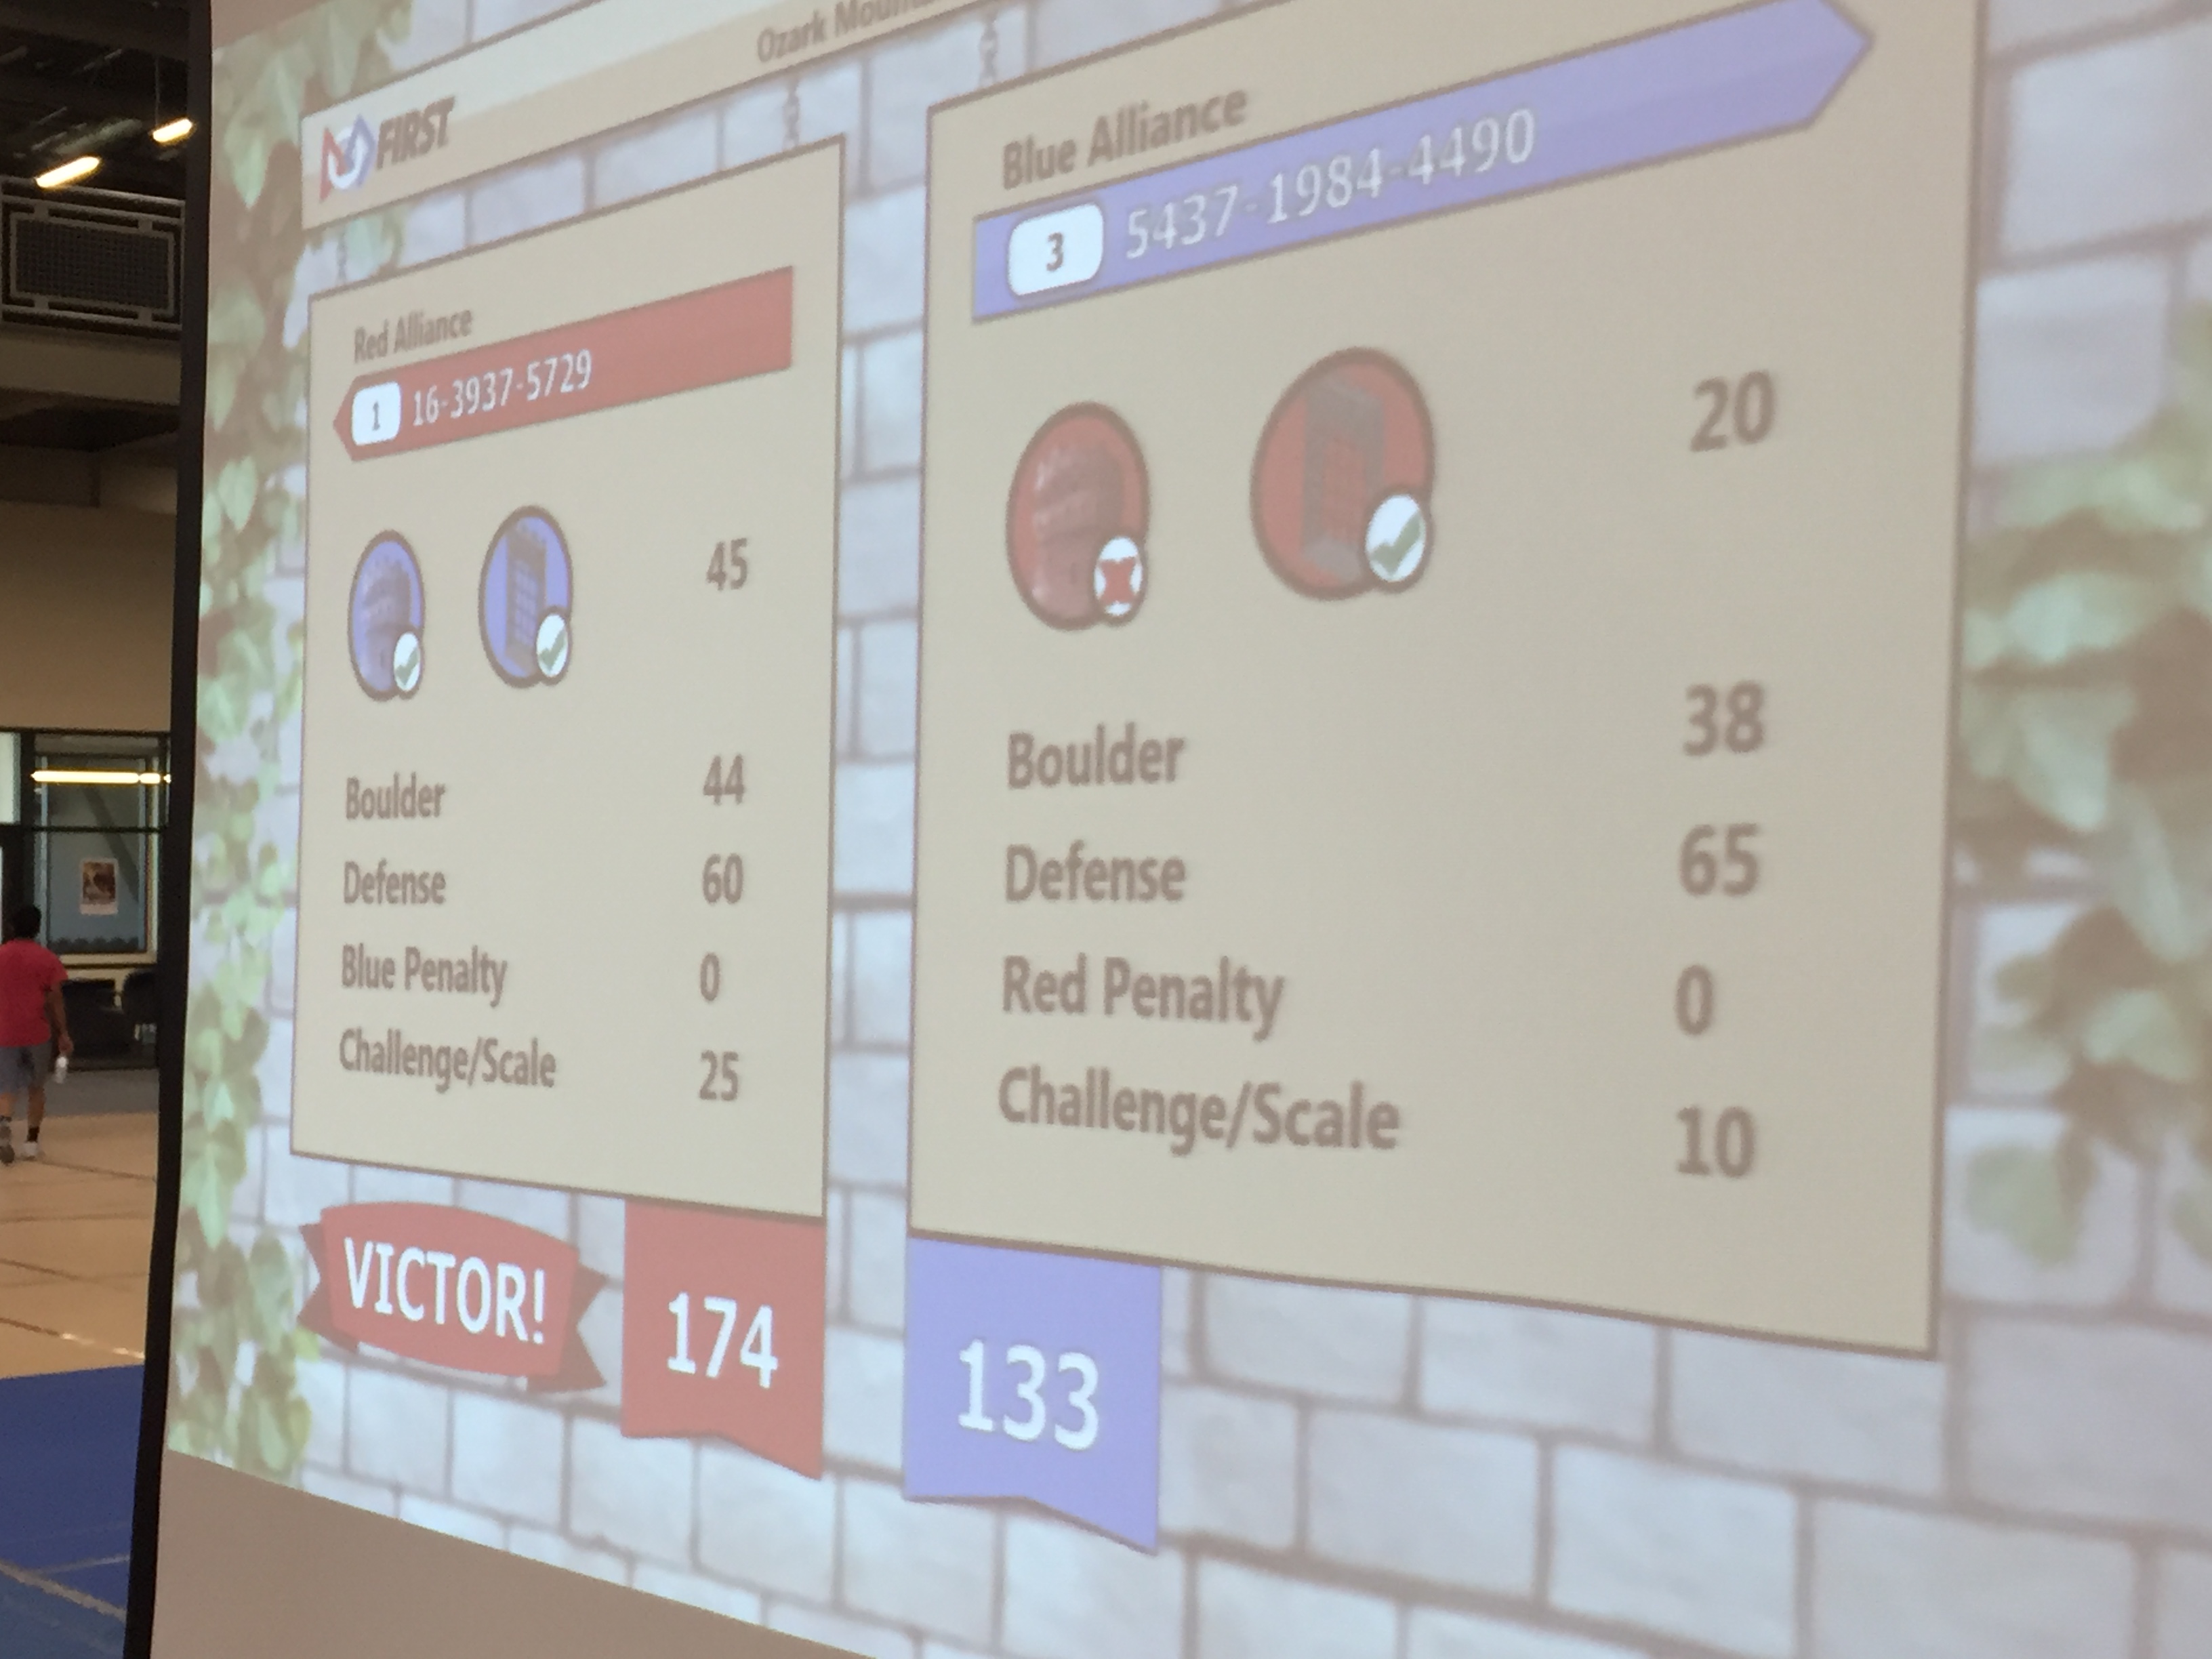 Ozark
FIRST
Red Alliance
1 16-3937-5729
45
Boulder 44
Defense 60
Blue Penalty 0
Challenge/Scale 25
VICTOR! 174
Blue Alliance
3 5437-1984-4490
20
Boulder 38
Defense 65
Red Penalty 0
Challenge/Scale 10
133